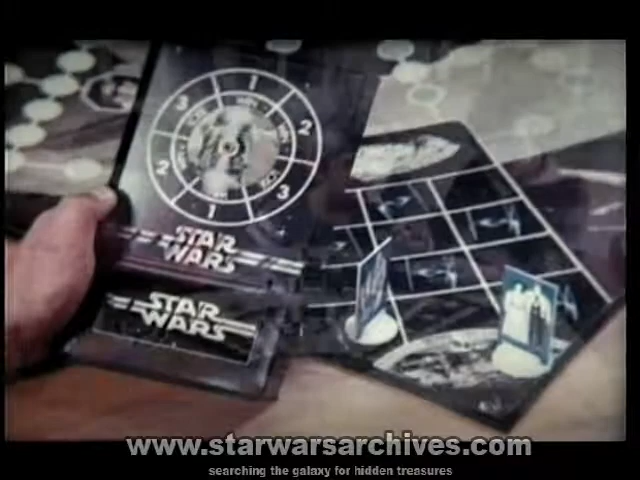 1
3
2
2
3
1
STAR
WARS
STAR
WARS
www.starwarsarchives.com
searching the galaxy for hidden treasures